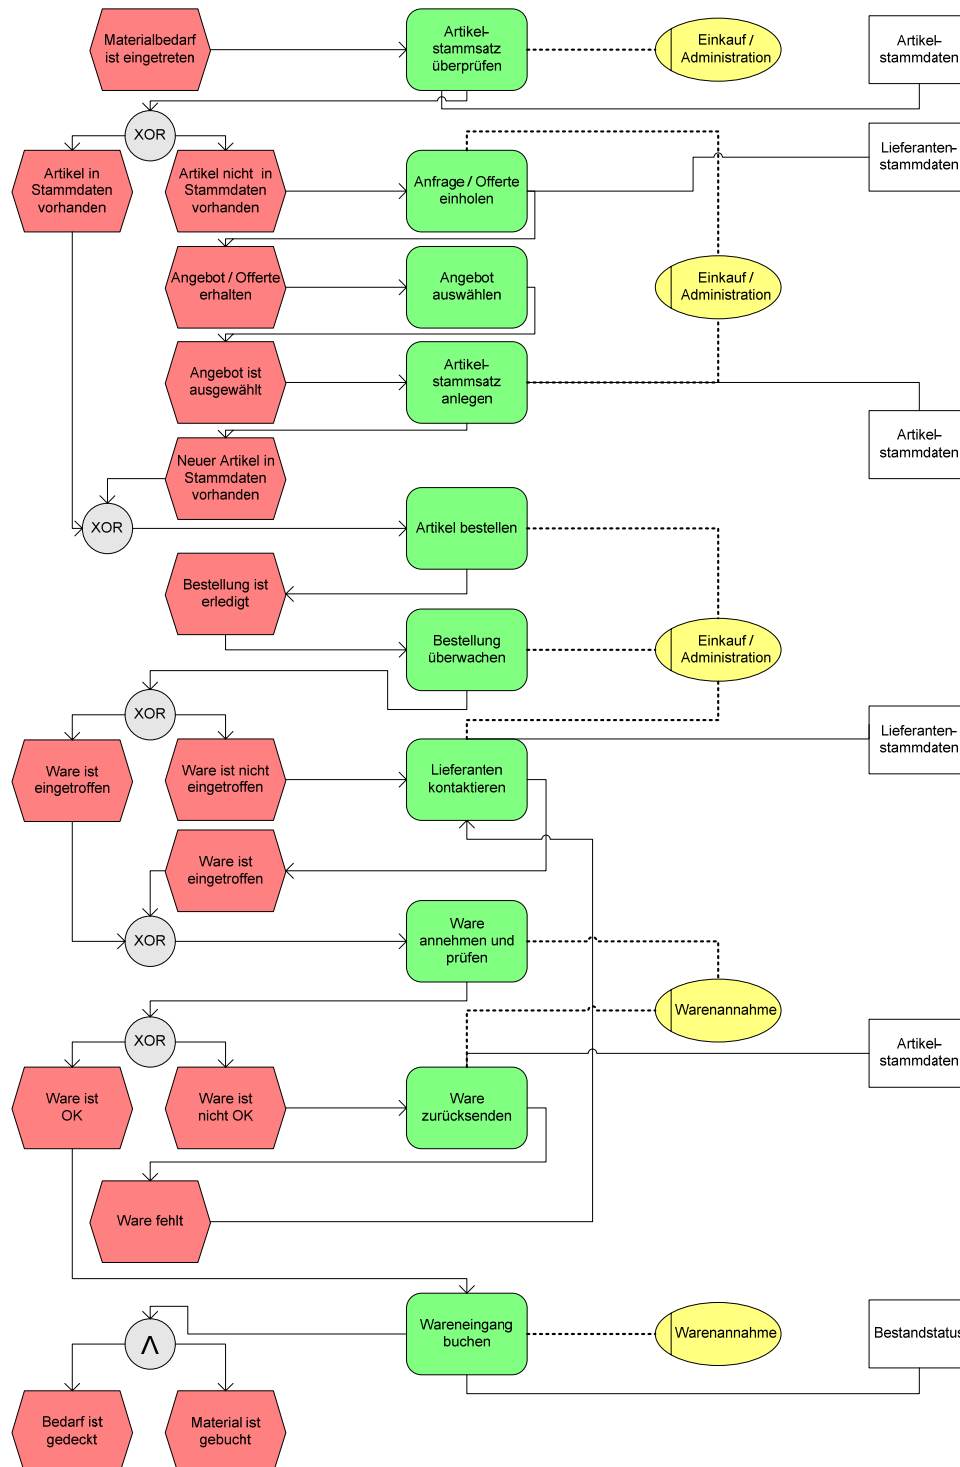 Materialbedarf
ist eingetreten
Artikel-
stammsatz
überprüfen
Einkauf /
Administration
Artikel-
stammdaten
XOR
Artikel in
Stammdaten
vorhanden
Artikel nicht in
Stammdaten
vorhanden
Anfrage / Offerte
einholen
Lieferanten-
stammdaten
Angebot / Offerte
erhalten
Angebot
auswählen
Einkauf /
Administration
Angebot ist
ausgewählt
Artikel-
stammsatz
anlegen
Artikel-
stammdaten
Neuer Artikel in
Stammdaten
vorhanden
XOR
Artikel bestellen
Bestellung ist
erledigt
Bestellung
überwachen
Einkauf /
Administration
XOR
Ware ist
eingetroffen
Ware ist nicht
eingetroffen
Lieferanten
kontaktieren
Lieferanten-
stammdaten
Ware ist
eingetroffen
XOR
Ware
annehmen und
prüfen
Warenannahme
XOR
Artikel-
stammdaten
Ware ist
OK
Ware ist
nicht OK
Ware
zurücksenden
Ware fehlt
Wareneingang
buchen
Warenannahme
Bestandstatus
Λ
Bedarf ist
gedeckt
Material ist
gebucht